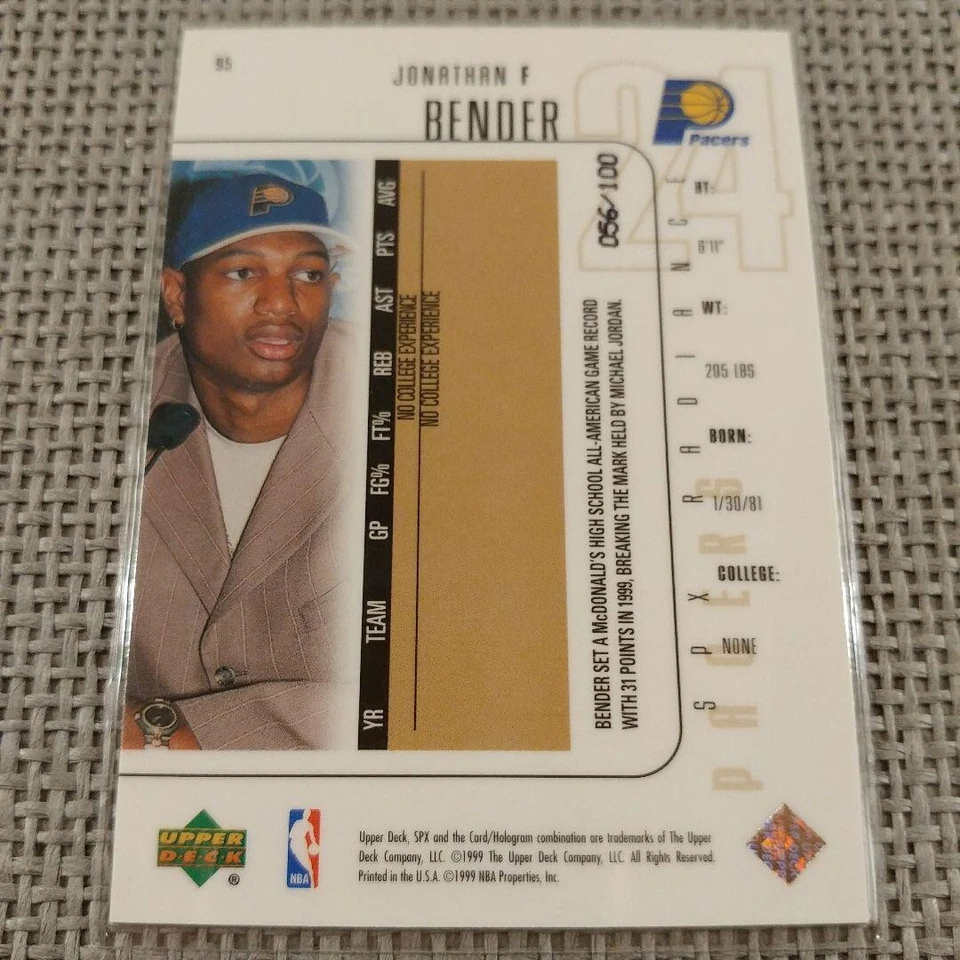 95
JONATHAN F
BENDER
24
Pacers
HT:
6'11"
WT:
205 LBS
BORN:
1/30/81
COLLEGE:
NONE
SPX RADIANCE
PACERS
056/100
YR TEAM GP FG% FT% REB AST PTS AVG
NO COLLEGE EXPERIENCE
NO COLLEGE EXPERIENCE
BENDER SET A McDONALD'S HIGH SCHOOL ALL-AMERICAN GAME RECORD
WITH 31 POINTS IN 1999, BREAKING THE MARK HELD BY MICHAEL JORDAN.
UPPER
DECK
®
NBA
Upper Deck, SPX and the Card/Hologram combination are trademarks of The Upper
Deck Company, LLC. ©1999 The Upper Deck Company, LLC. All Rights Reserved.
Printed in the U.S.A. ©1999 NBA Properties, Inc.